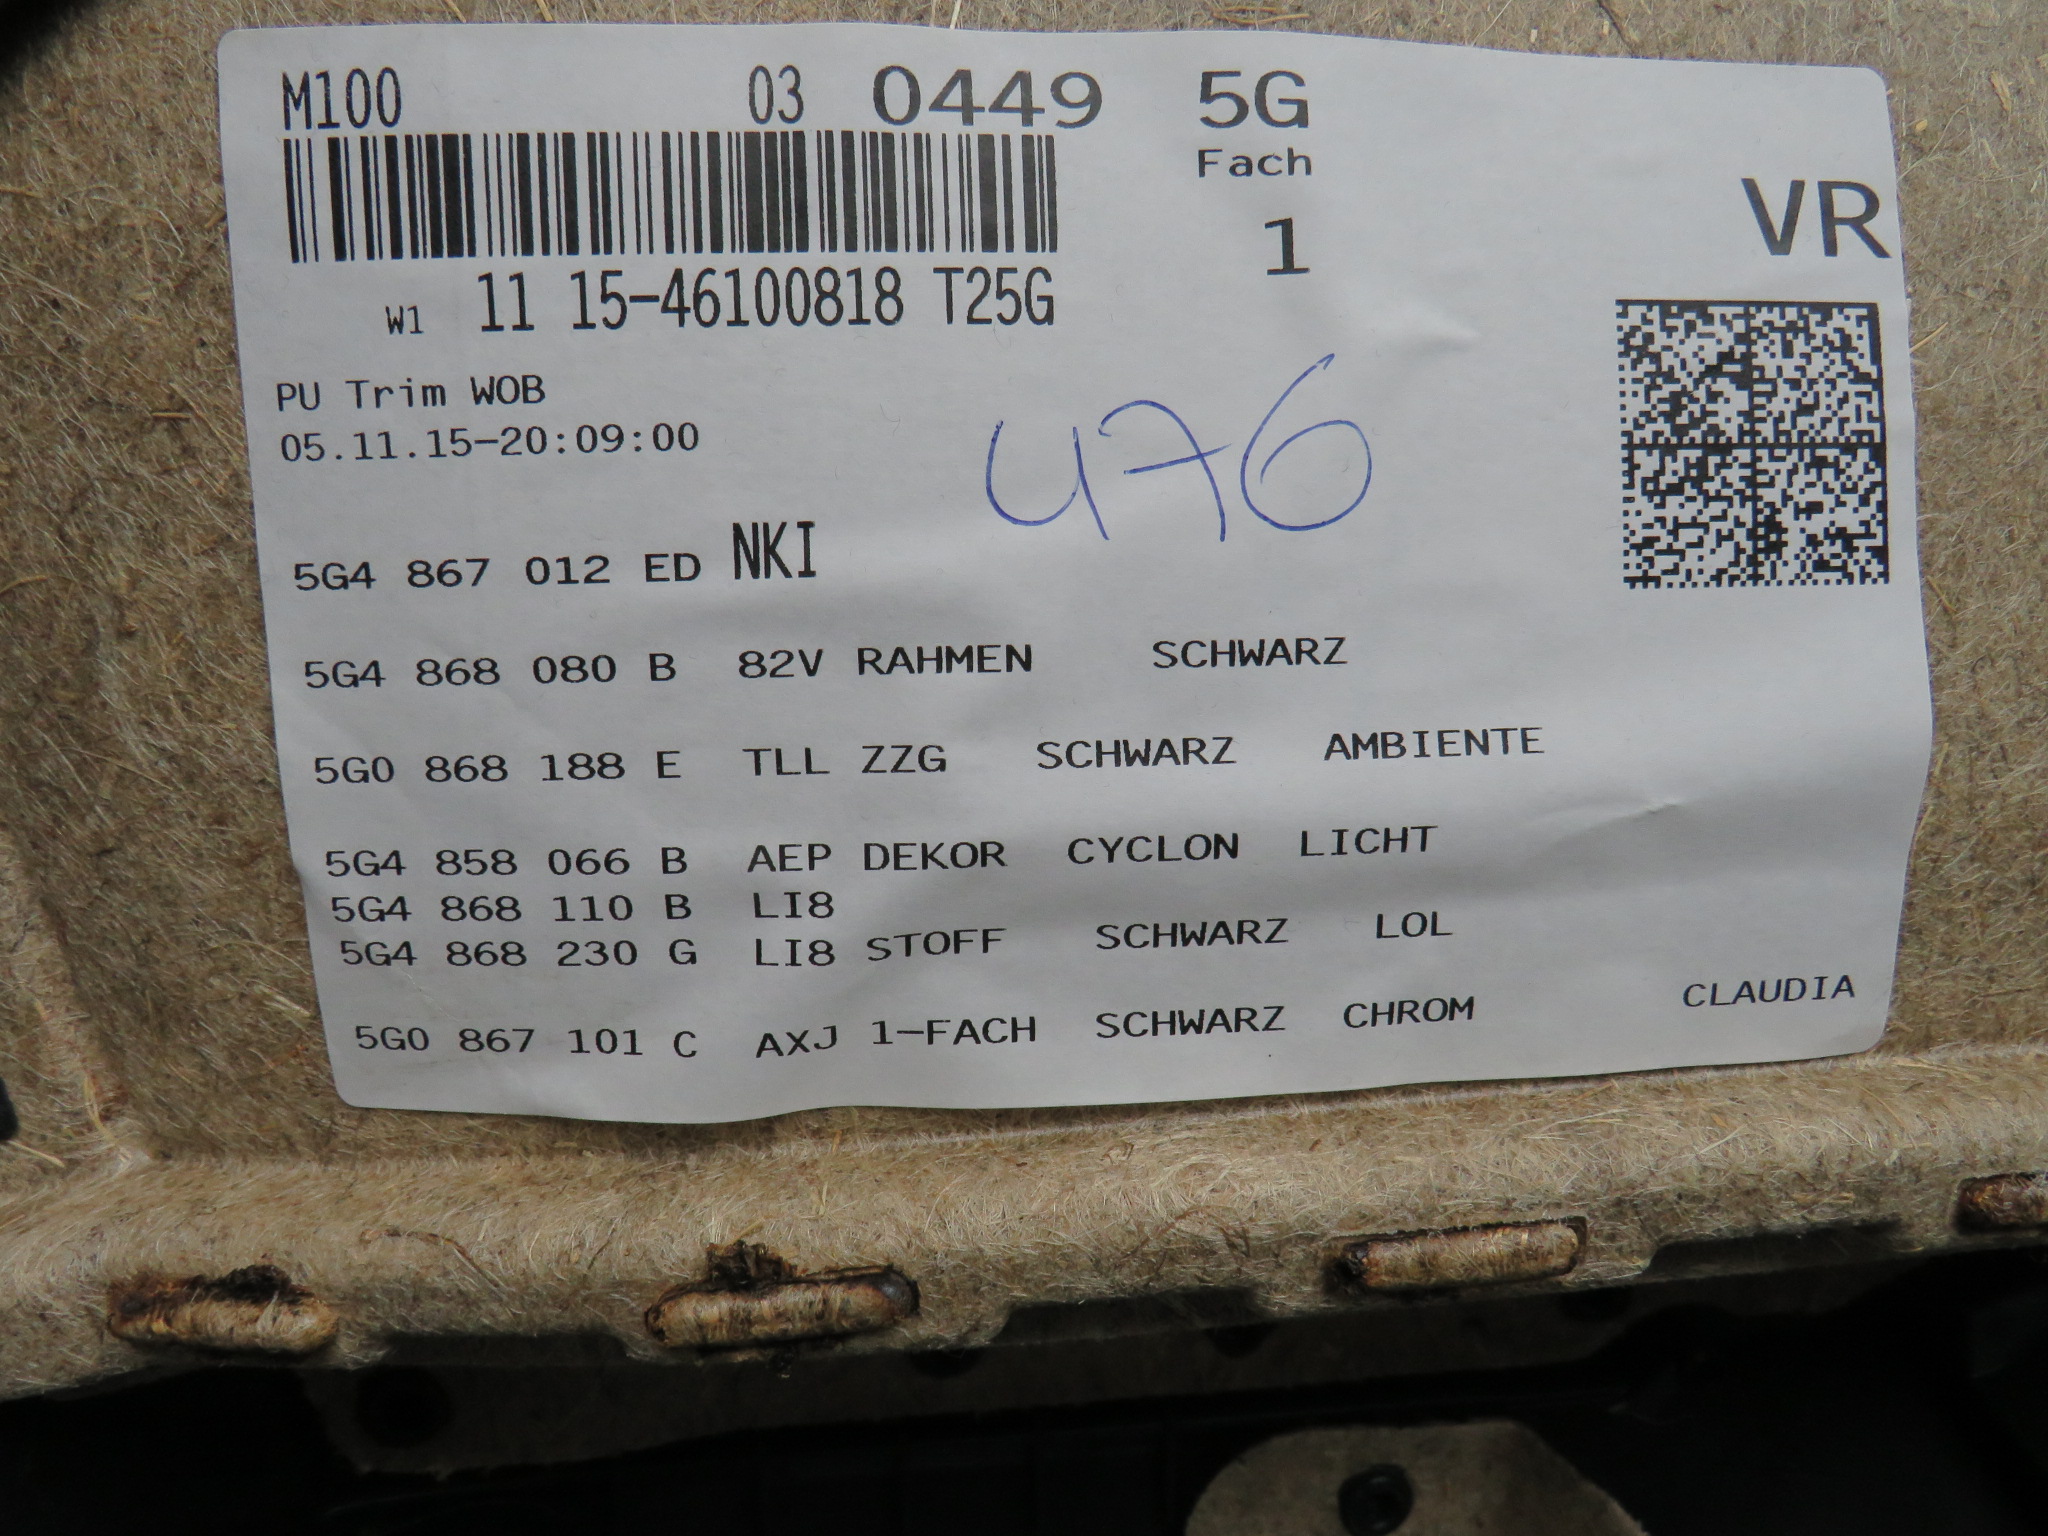 M100 03 0449 5G
Fach
VR
1
W1 11 15-46100818 T25G
PU Trim WOB
05.11.15-20:09:00
476
5G4 867 012 ED NKI
5G4 868 080 B 82V RAHMEN SCHWARZ
5G0 868 188 E TLL ZZG SCHWARZ AMBIENTE
5G4 858 066 B AEP DEKOR CYCLON LICHT
5G4 868 110 B LI8
5G4 868 230 G LI8 STOFF SCHWARZ LOL
5G0 867 101 C AXJ 1-FACH SCHWARZ CHROM CLAUDIA